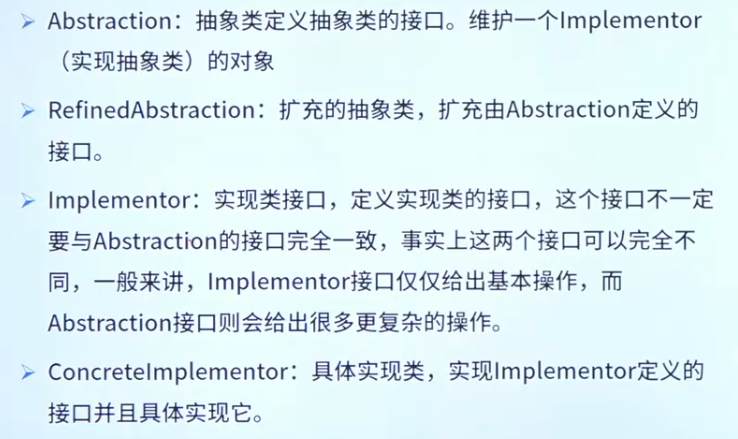 Abstraction：抽象类定义抽象类的接口。维护一个Implementor
（实现抽象类）的对象
RefinedAbstraction：扩充的抽象类，扩充由Abstraction定义的
接口。
Implementor：实现类接口，定义实现类的接口，这个接口不一定
要与Abstraction的接口完全一致，事实上这两个接口可以完全不
同，一般来讲，Implementor接口仅仅给出基本操作，而
Abstraction接口则会给出很多更复杂的操作。
ConcreteImplementor：具体实现类，实现Implementor定义的
接口并且具体实现它。